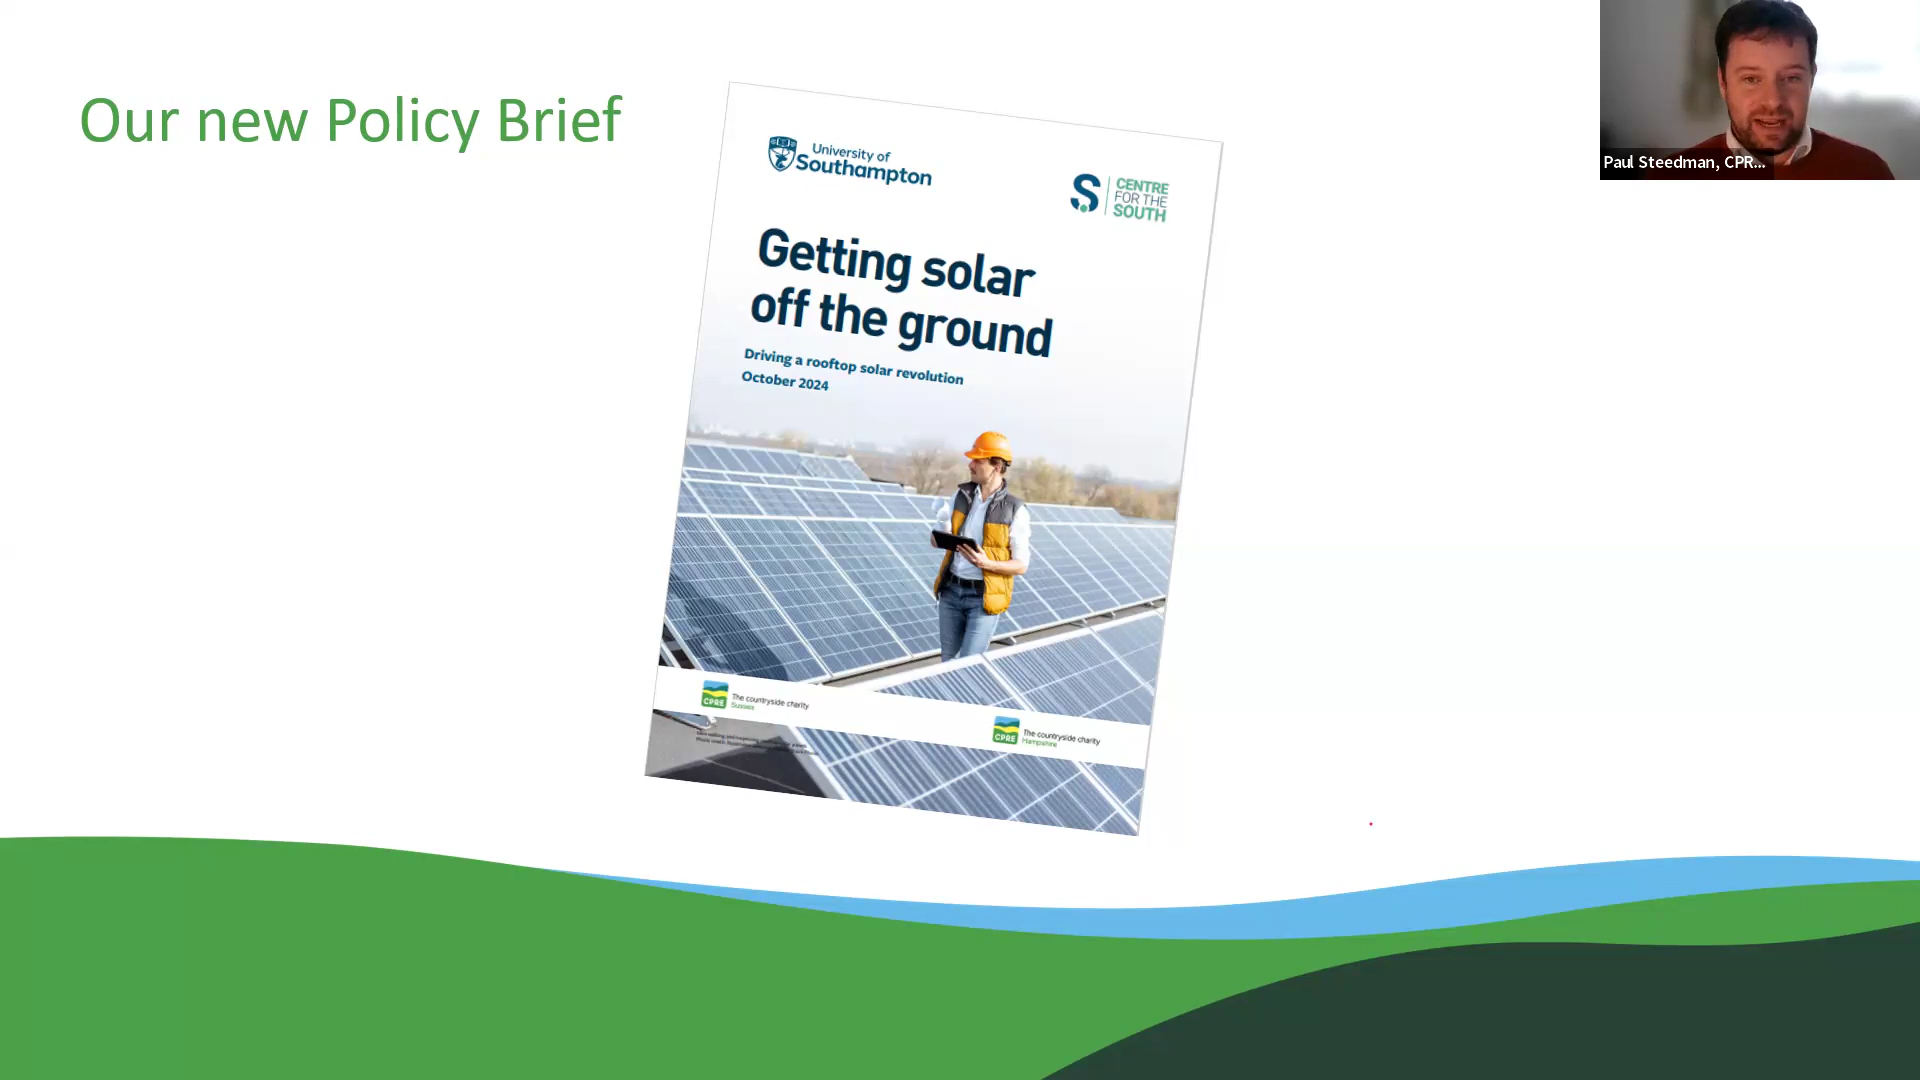 Our new Policy Brief
University of
Southampton
CENTRE
FOR THE
SOUTH
Getting solar
off the ground
Driving a rooftop solar revolution
October 2024
CPRE
The countryside charity
Sussex
CPRE
The countryside charity
Hampshire
Paul Steedman, CPR...